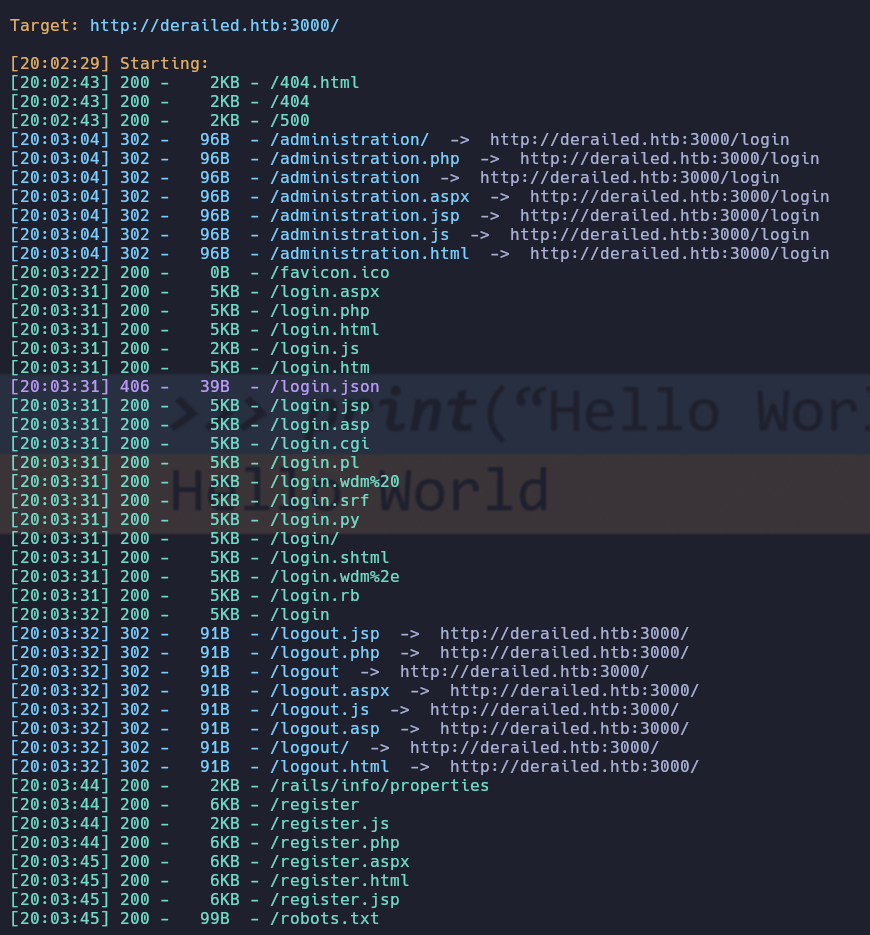 Target: http://derailed.htb:3000/
[20:02:29] Starting:
[20:02:43] 200 -    2KB - /404.html
[20:02:43] 200 -    2KB - /404
[20:02:43] 200 -    2KB - /500
[20:03:04] 302 -   96B  - /administration/  ->  http://derailed.htb:3000/login
[20:03:04] 302 -   96B  - /administration.php  ->  http://derailed.htb:3000/login
[20:03:04] 302 -   96B  - /administration  ->  http://derailed.htb:3000/login
[20:03:04] 302 -   96B  - /administration.aspx  ->  http://derailed.htb:3000/login
[20:03:04] 302 -   96B  - /administration.jsp  ->  http://derailed.htb:3000/login
[20:03:04] 302 -   96B  - /administration.js  ->  http://derailed.htb:3000/login
[20:03:04] 302 -   96B  - /administration.html  ->  http://derailed.htb:3000/login
[20:03:22] 200 -    0B - /favicon.ico
[20:03:31] 200 -    5KB - /login.aspx
[20:03:31] 200 -    5KB - /login.php
[20:03:31] 200 -    5KB - /login.html
[20:03:31] 200 -    2KB - /login.js
[20:03:31] 200 -    5KB - /login.htm
[20:03:31] 406 -   39B  - /login.json
[20:03:31] 200 -    5KB - /login.jsp
>>> print(“Hello Worl
[20:03:31] 200 -    5KB - /login.asp
[20:03:31] 200 -    5KB - /login.cgi
[20:03:31] 200 -    5KB - /login.pl
[20:03:31] 200 -    5KB - /login.wdm%20
Hello World
[20:03:31] 200 -    5KB - /login.srf
[20:03:31] 200 -    5KB - /login.py
[20:03:31] 200 -    5KB - /login/
[20:03:31] 200 -    5KB - /login.shtml
[20:03:31] 200 -    5KB - /login.wdm%2e
[20:03:31] 200 -    5KB - /login.rb
[20:03:32] 200 -    5KB - /login
[20:03:32] 302 -   91B  - /logout.jsp  ->  http://derailed.htb:3000/
[20:03:32] 302 -   91B  - /logout.php  ->  http://derailed.htb:3000/
[20:03:32] 302 -   91B  - /logout  ->  http://derailed.htb:3000/
[20:03:32] 302 -   91B  - /logout.aspx  ->  http://derailed.htb:3000/
[20:03:32] 302 -   91B  - /logout.js  ->  http://derailed.htb:3000/
[20:03:32] 302 -   91B  - /logout.asp  ->  http://derailed.htb:3000/
[20:03:32] 302 -   91B  - /logout/  ->  http://derailed.htb:3000/
[20:03:32] 302 -   91B  - /logout.html  ->  http://derailed.htb:3000/
[20:03:44] 200 -    2KB - /rails/info/properties
[20:03:44] 200 -    6KB - /register
[20:03:44] 200 -    2KB - /register.js
[20:03:44] 200 -    6KB - /register.php
[20:03:45] 200 -    6KB - /register.aspx
[20:03:45] 200 -    6KB - /register.html
[20:03:45] 200 -    6KB - /register.jsp
[20:03:45] 200 -   99B  - /robots.txt